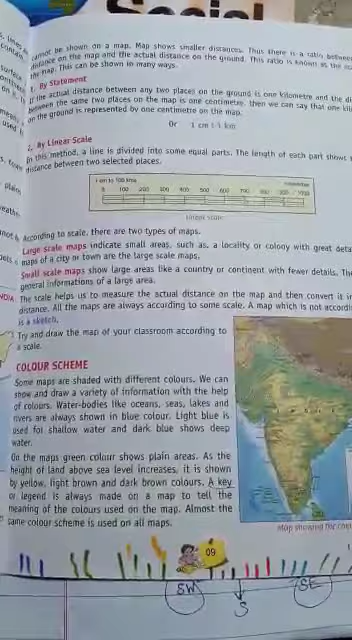 Social
cannot be shown on a map. Map shows smaller distances. Thus there is a ratio between
distance on the map and the actual distance on the ground. This ratio is known as the
the map. This can be shown in many ways.
1. By Statement
If the actual distance between any two places on the ground is one kilometre and the
between the same two places on the map is one centimetre, then we can say that one
on the ground is represented by one centimetre on the map.
Or 1 cm : 1 km
2. By Linear Scale
In this method, a line is divided into some equal parts. The length of each part shows
distance between two selected places.
1 cm to 100 kms
0 100 200 300 400 500 600 700 800 900 1000
Linear Scale
According to scale, there are two types of maps.
Large scale maps indicate small areas, such as, a locality or colony with great
maps of a city or town are the large scale maps.
Small scale maps show large areas like a country or continent with fewer details.
general informations of a large area.
The scale helps us to measure the actual distance on the map and then convert it
distance. All the maps are always according to some scale. A map which is not
is a sketch.
Try and draw the map of your classroom according to
a scale.
COLOUR SCHEME
Some maps are shaded with different colours. We can
show and draw a variety of information with the help
of colours. Water-bodies like oceans, seas, lakes and
rivers are always shown in blue colour. Light blue is
used for shallow water and dark blue shows deep
water.
On the maps green colour shows plain areas. As the
height of land above sea level increases, it is shown
by yellow, light brown and dark brown colours. A key
or legend is always made on a map to tell the
meaning of the colours used on the map. Almost the
same colour scheme is used on all maps.
Map showing the
09
SW
S
SE